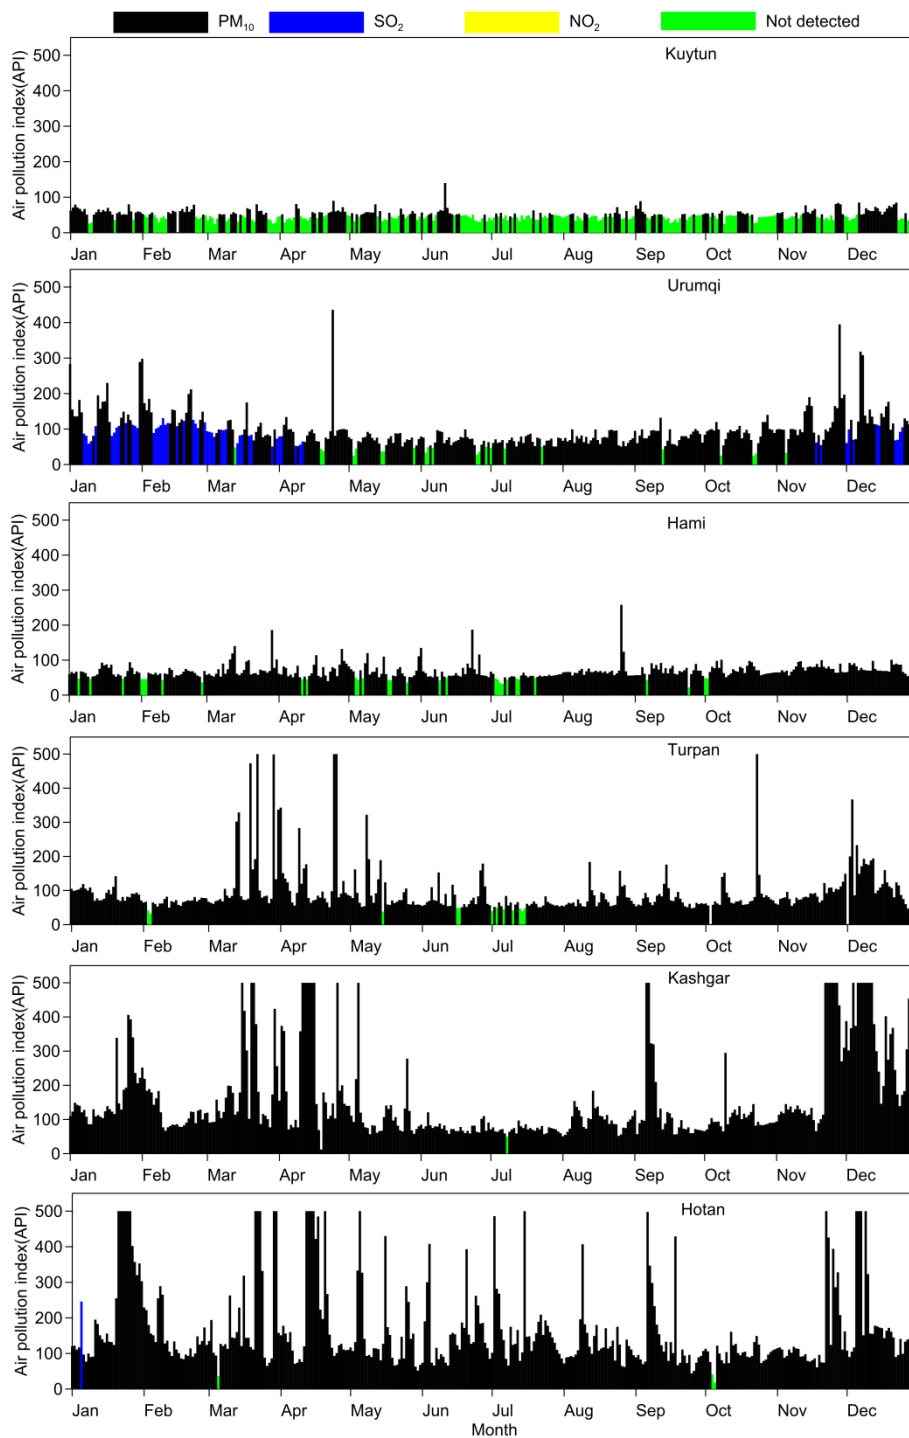 PM₁₀ SO₂ NO₂ Not detected
Kuytun
Air pollution index(API)
500
400
300
200
100
0
Jan Feb Mar Apr May Jun Jul Aug Sep Oct Nov Dec
Urumqi
Air pollution index(API)
500
400
300
200
100
0
Jan Feb Mar Apr May Jun Jul Aug Sep Oct Nov Dec
Hami
Air pollution index(API)
500
400
300
200
100
0
Jan Feb Mar Apr May Jun Jul Aug Sep Oct Nov Dec
Turpan
Air pollution index(API)
500
400
300
200
100
0
Jan Feb Mar Apr May Jun Jul Aug Sep Oct Nov Dec
Kashgar
Air pollution index(API)
500
400
300
200
100
0
Jan Feb Mar Apr May Jun Jul Aug Sep Oct Nov Dec
Hotan
Air pollution index(API)
500
400
300
200
100
0
Jan Feb Mar Apr May Jun Jul Aug Sep Oct Nov Dec
Month